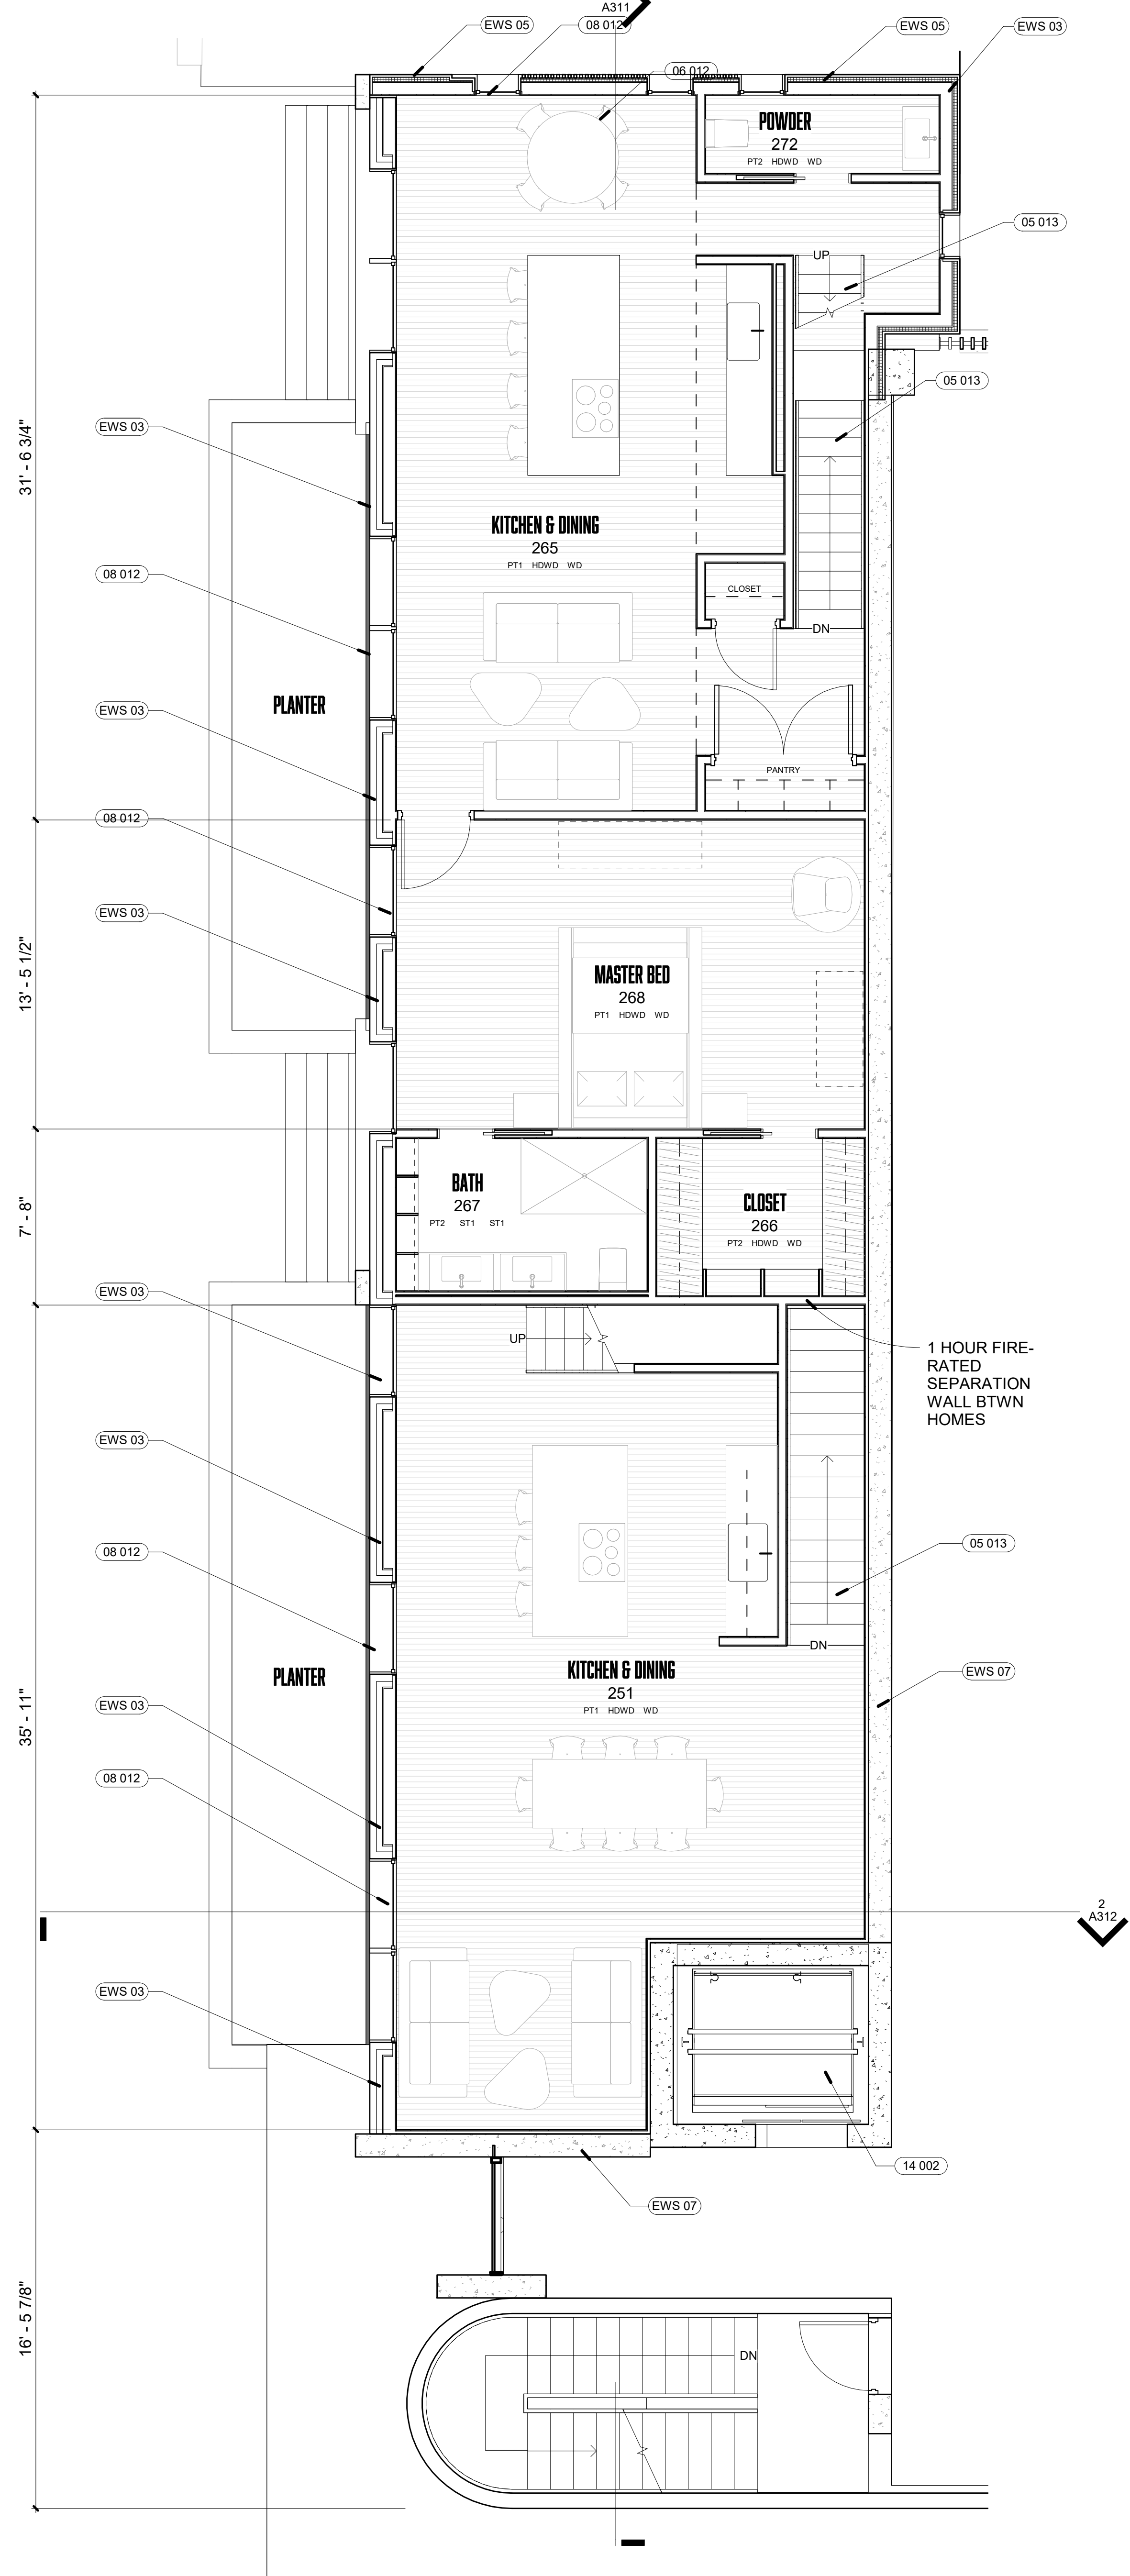 A311
EWS 05
08 012
EWS 05
EWS 03
06 012
POWDER
272
PT2 HDWD WD
05 013
UP
05 013
EWS 03
31' - 6 3/4"
KITCHEN & DINING
265
PT1 HDWD WD
08 012
CLOSET
DN
PLANTER
EWS 03
PANTRY
08 012
EWS 03
13' - 5 1/2"
MASTER BED
268
PT1 HDWD WD
BATH
267
PT2 ST1 ST1
CLOSET
266
PT2 HDWD WD
7' - 8"
EWS 03
UP
1 HOUR FIRE-
RATED
SEPARATION
WALL BTWN
HOMES
EWS 03
08 012
05 013
DN
KITCHEN & DINING
251
PT1 HDWD WD
PLANTER
EWS 07
EWS 03
35' - 11"
08 012
2
A312
EWS 03
14 002
EWS 07
16' - 5 7/8"
DN